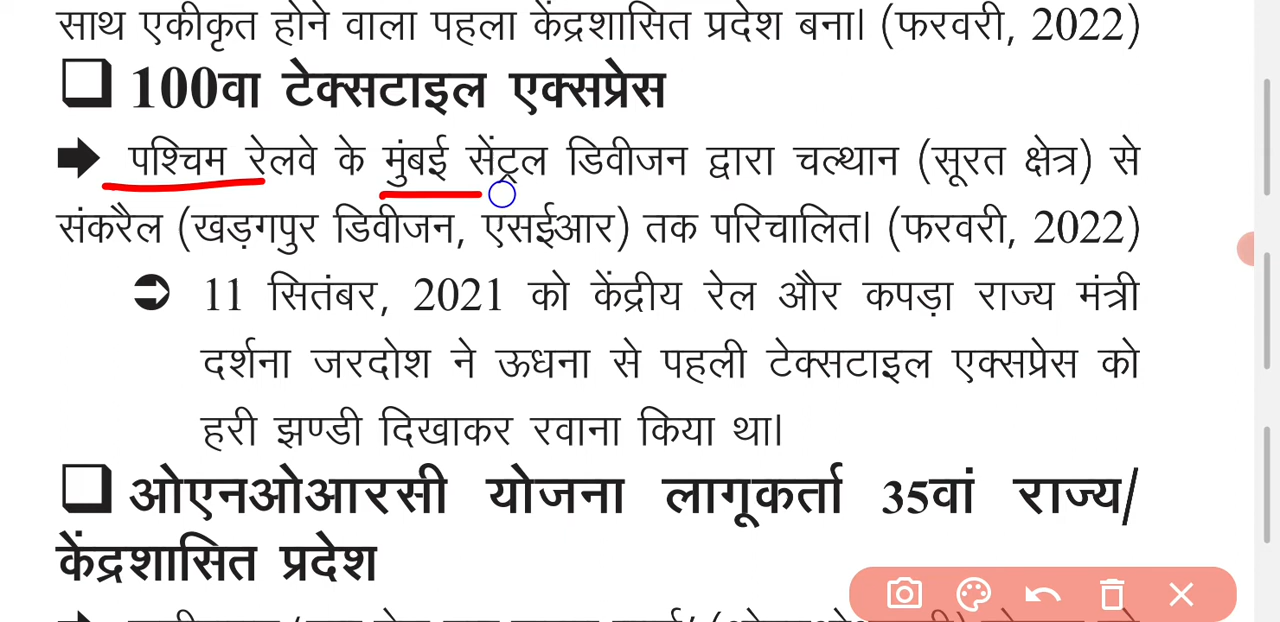 साथ एकीकृत होने वाला पहला केंद्रशासित प्रदेश बना। (फरवरी, 2022)
100वा टेक्सटाइल एक्सप्रेस
पश्चिम रेलवे के मुंबई सेंट्रल डिवीजन द्वारा चल्थान (सूरत क्षेत्र) से
संकरैल (खड़गपुर डिवीजन, एसईआर) तक परिचालित। (फरवरी, 2022)
11 सितंबर, 2021 को केंद्रीय रेल और कपड़ा राज्य मंत्री
दर्शना जरदोश ने ऊधना से पहली टेक्सटाइल एक्सप्रेस को
हरी झण्डी दिखाकर रवाना किया था।
ओएनओआरसी योजना लागूकर्ता 35वां राज्य/
केंद्रशासित प्रदेश